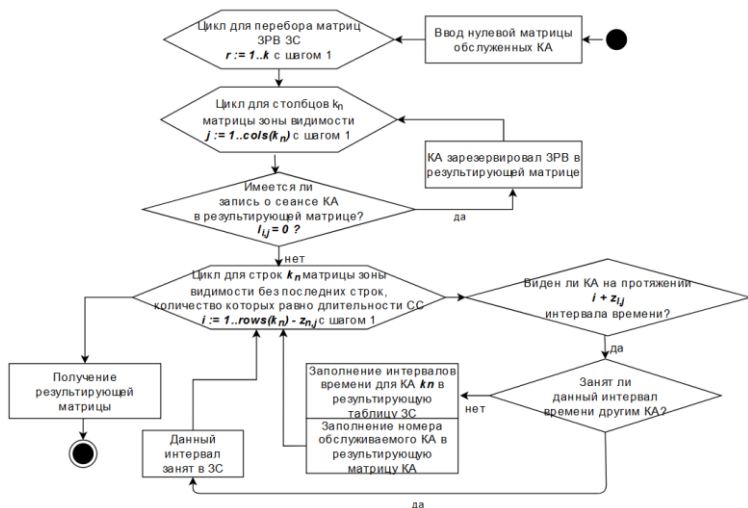 Цикл для перебора матриц
ЗРВ ЗС
r := 1..k с шагом 1
Ввод нулевой матрицы
обслуженных КА
Цикл для столбцов kn
матрицы зоны видимости
j := 1..cols(kn) с шагом 1
КА зарезервировал ЗРВ в
результирующей матрице
Имеется ли
запись о сеансе КА
в результирующей матрице?
Ii,j = 0 ?
да
нет
Цикл для строк kn матрицы зоны
видимости без последних строк,
количество которых равно длительности СС
i := 1..rows(kn) - zn,j с шагом 1
Виден ли КА на протяжении
i + zi,j
интервала времени?
да
Получение
результирующей
матрицы
Заполнение интервалов
времени для КА kn в
результирующую
таблицу ЗС
Заполнение номера
обслуживаемого КА в
результирующую
матрицу КА
нет
Занят ли
данный интервал
времени другим КА?
Данный
интервал
занят в ЗС
да